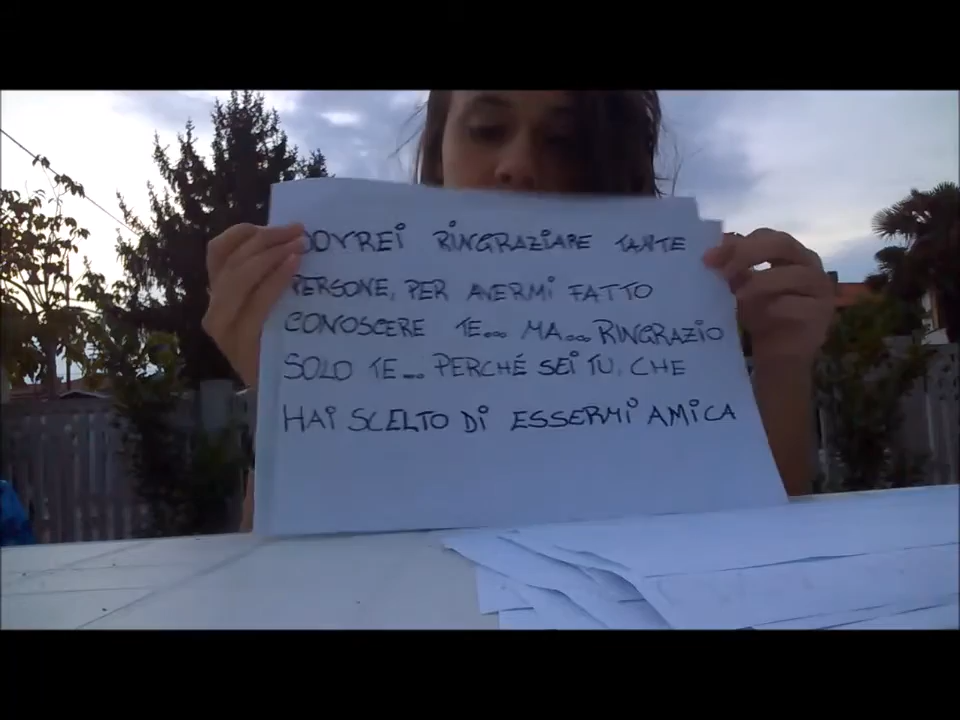 DOVREI RINGRAZIARE TANTE
PERSONE, PER AVERMI FATTO
CONOSCERE TE... MA... RINGRAZIO
SOLO TE... PERCHÉ SEI TU, CHE
HAI SCELTO DI ESSERMI AMICA